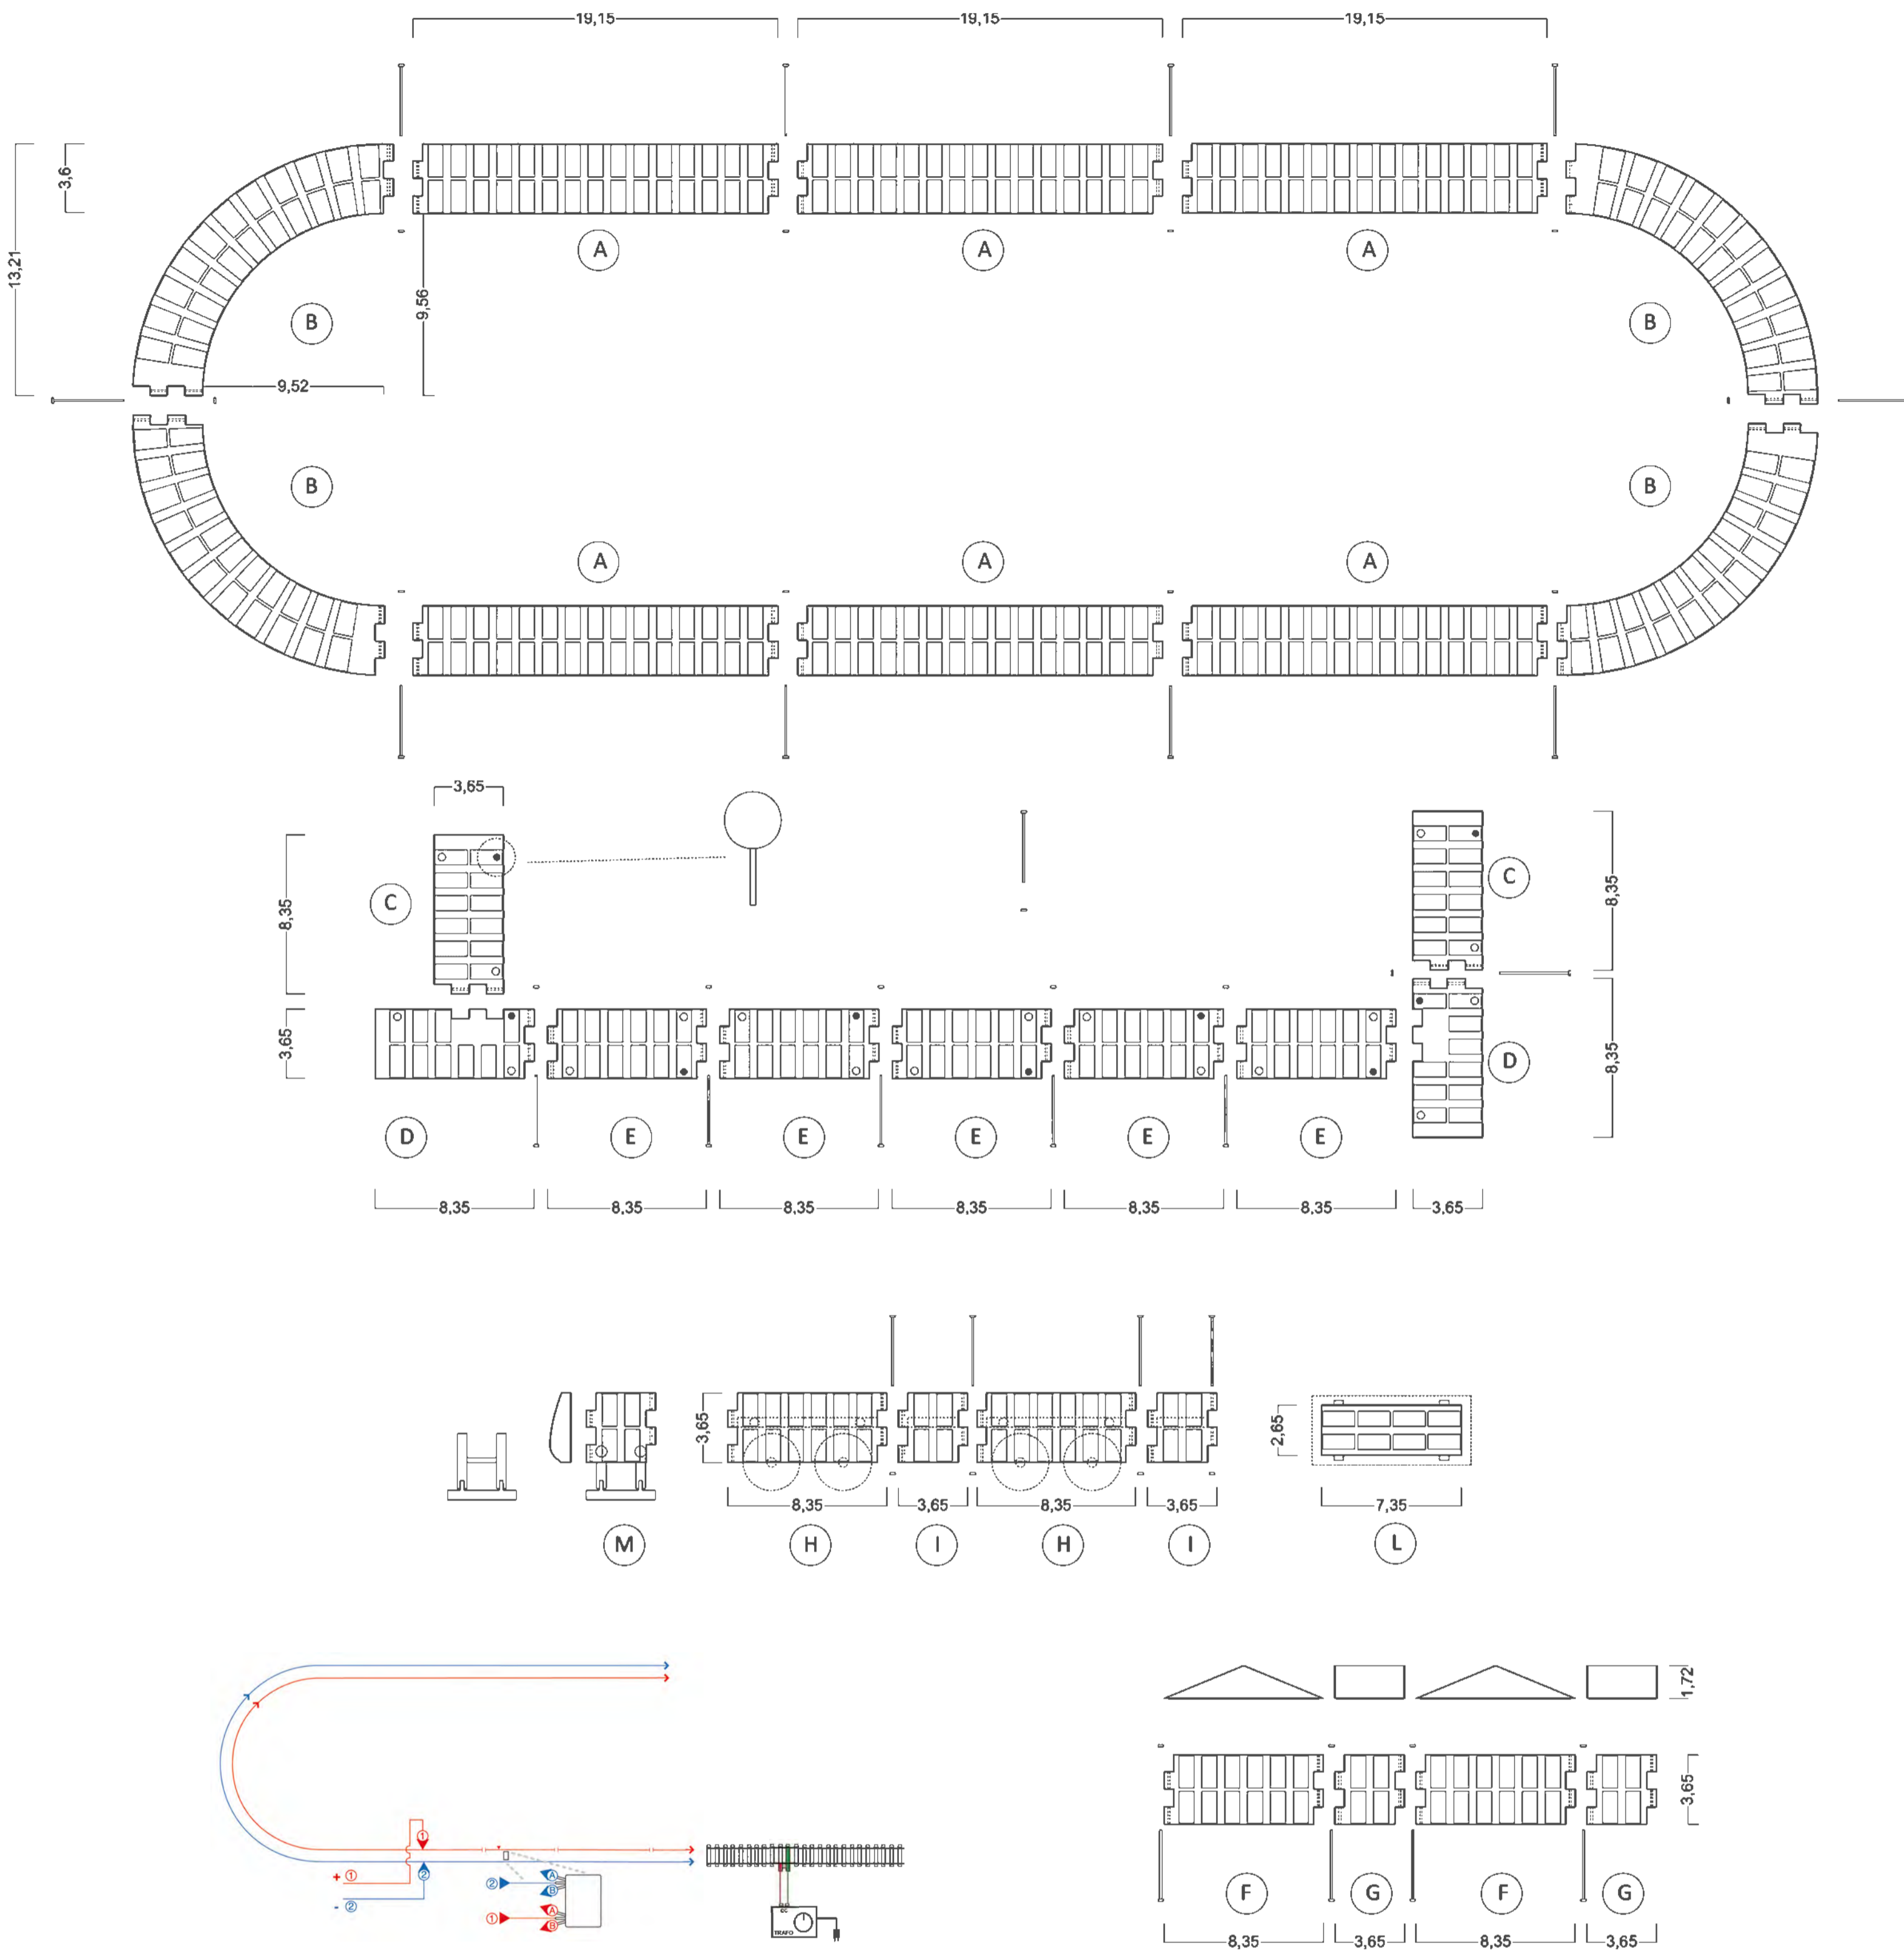 19,15 19,15 19,15
3,6
13,21
A A A
9,56
B B
9,52
B B
A A A
3,65
C
8,35
C
8,35
3,65
D
8,35
D E E E E E
8,35 8,35 8,35 8,35 8,35 8,35 3,65
3,65
2,65
8,35 3,65 8,35 3,65 7,35
M H I H I L
1,72
3,65
1
+ 1
2
- 2
2 A
B
1 A
B
TRAFO
F G F G
8,35 3,65 8,35 3,65